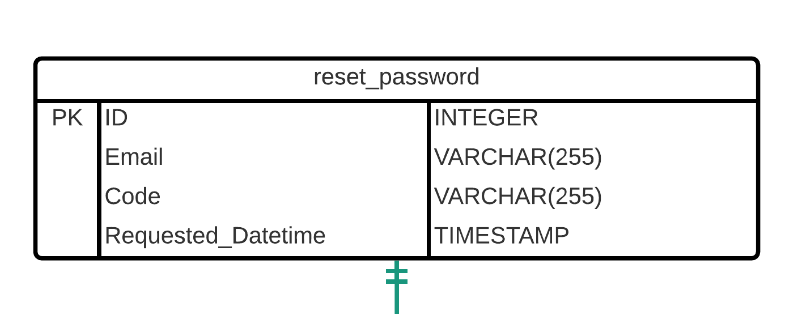 reset_password
PK ID INTEGER
Email VARCHAR(255)
Code VARCHAR(255)
Requested_Datetime TIMESTAMP